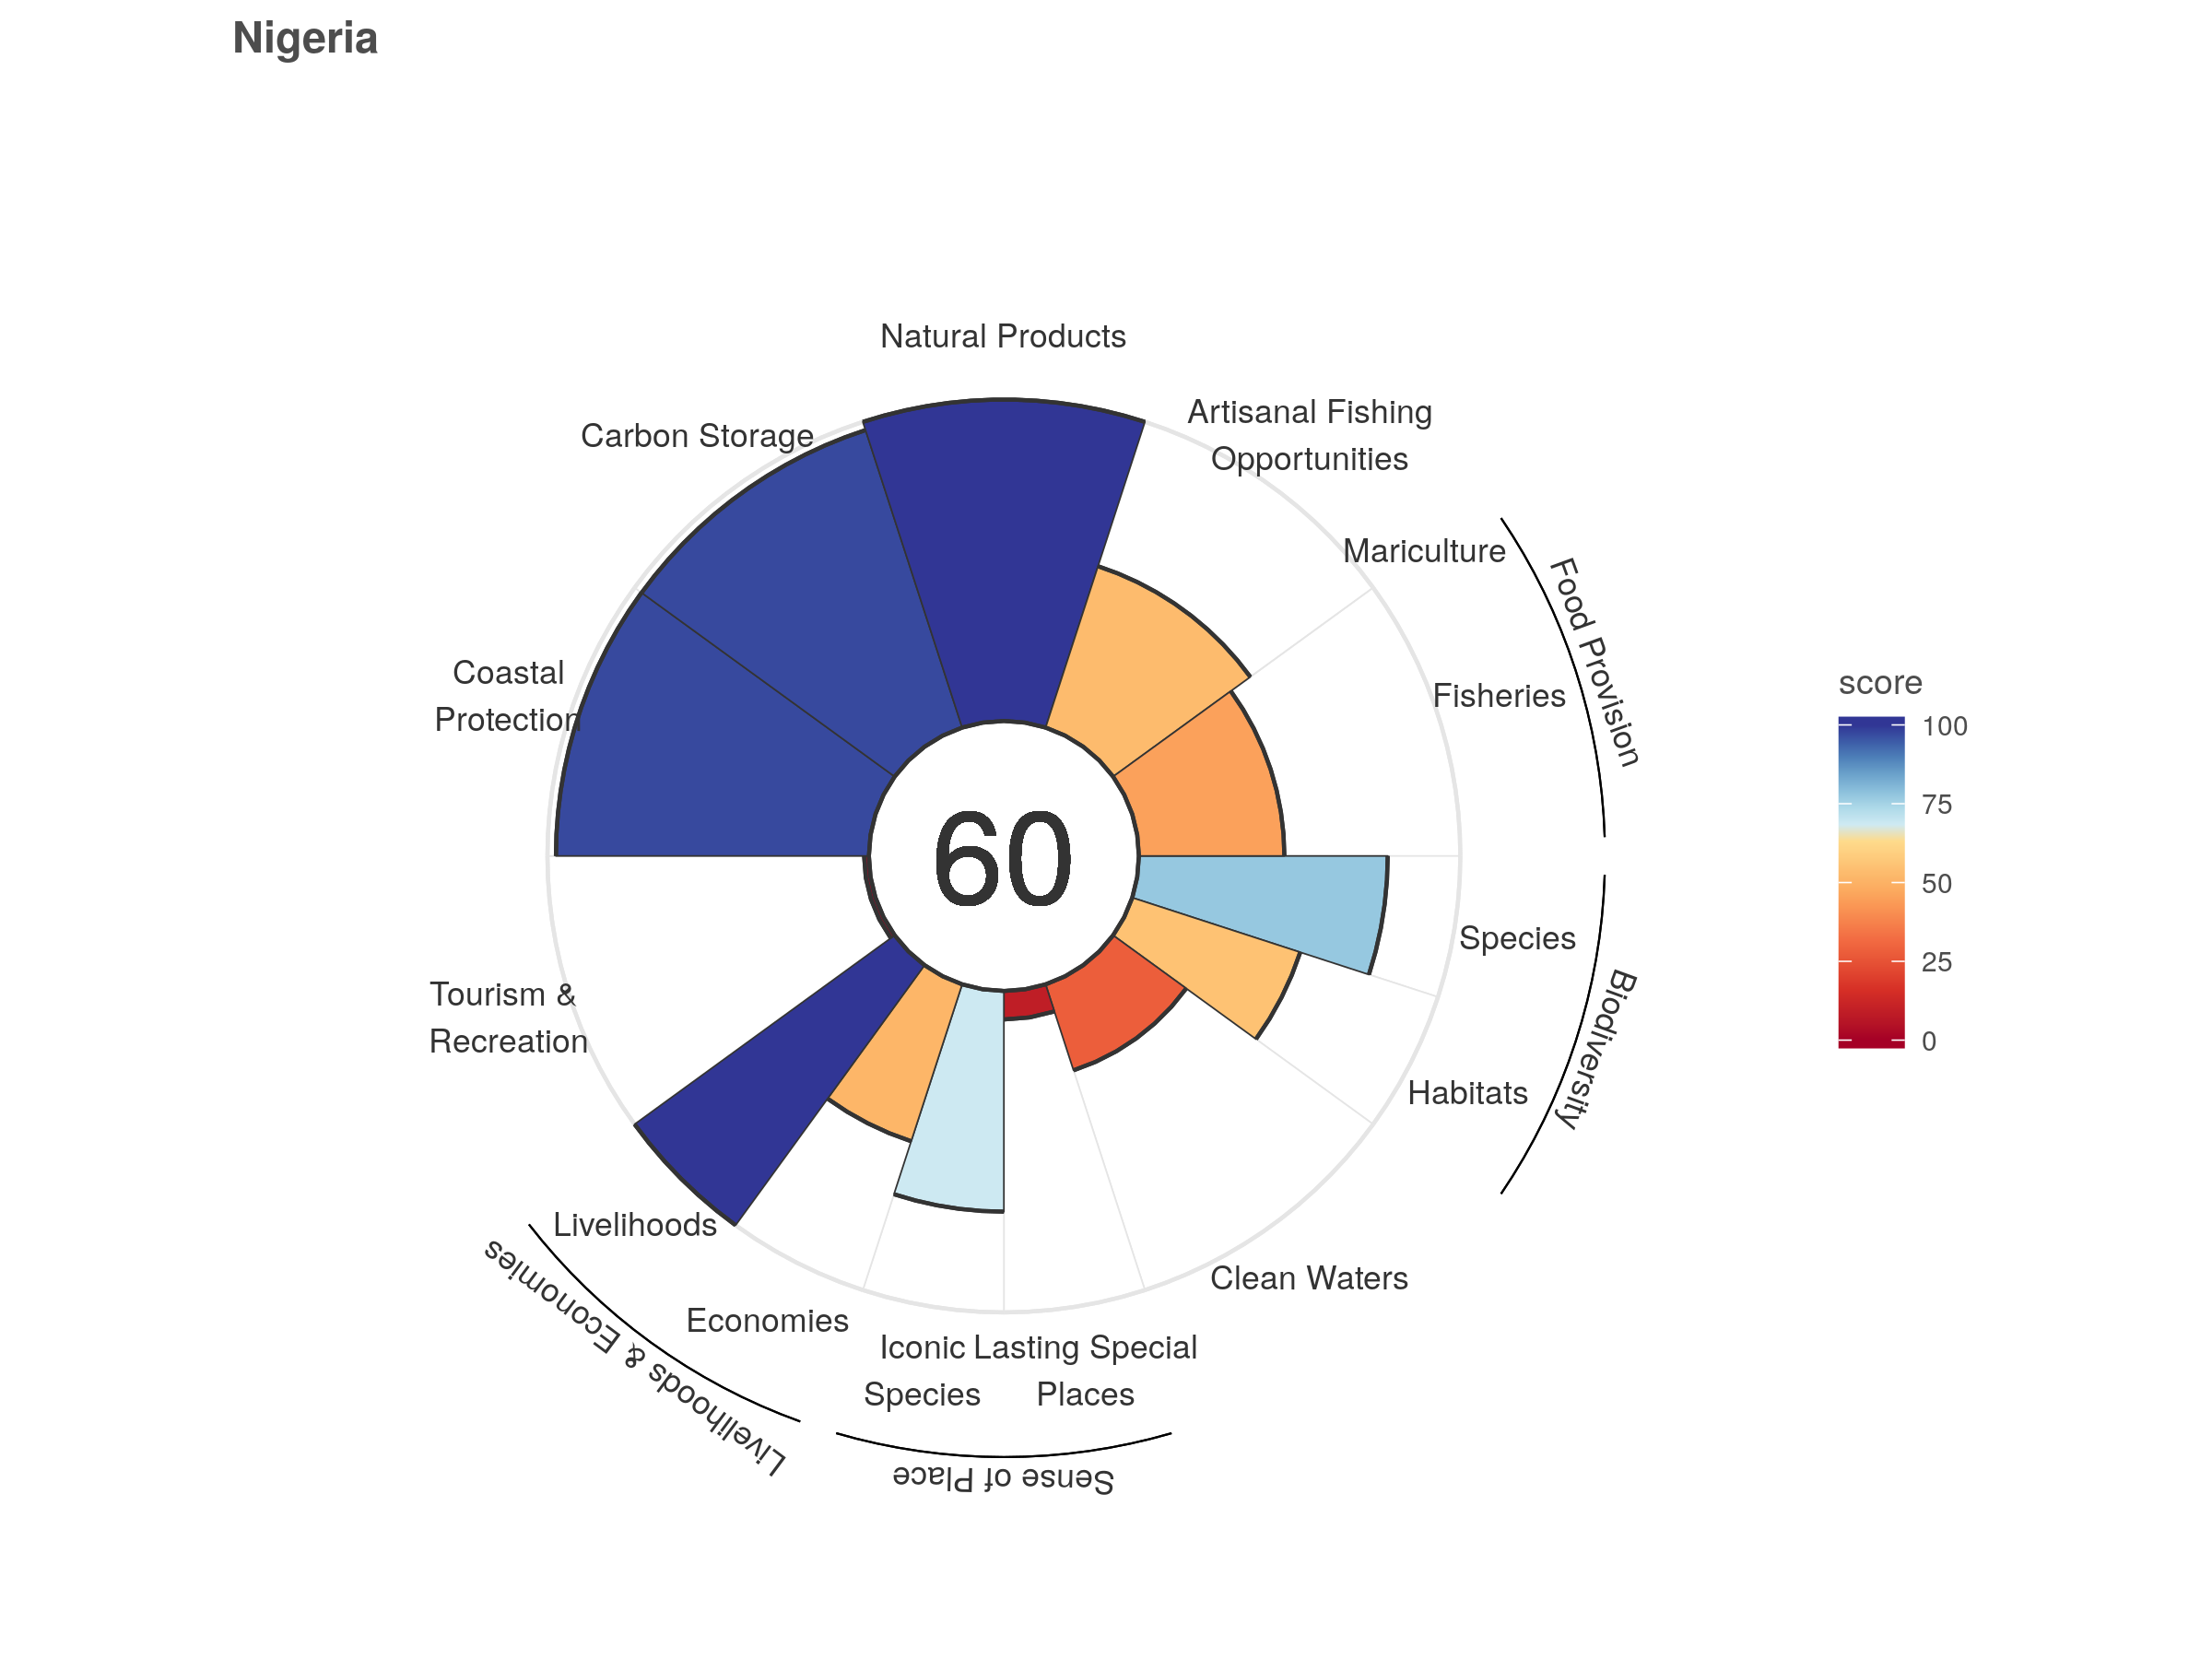 Nigeria
Natural Products
Artisanal Fishing
Opportunities
Carbon Storage
Mariculture
Food Provision
Fisheries
Coastal
Protection
score
100
75
50
25
0
60
Species
Biodiversity
Habitats
Tourism &
Recreation
Livelihoods
Livelihoods & Economies
Clean Waters
Economies
Iconic
Species
Lasting Special
Places
Sense of Place